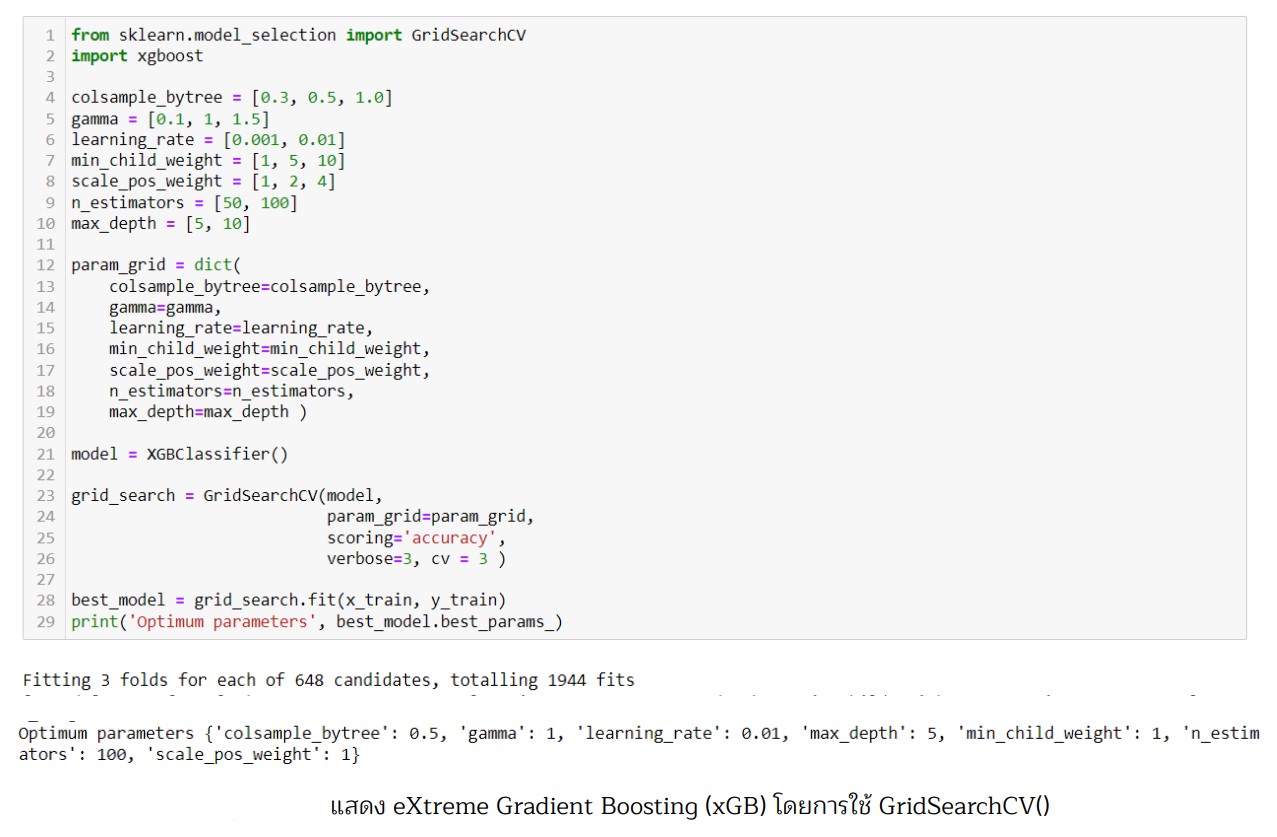 1 from sklearn.model_selection import GridSearchCV
2 import xgboost
3
4 colsample_bytree = [0.3, 0.5, 1.0]
5 gamma = [0.1, 1, 1.5]
6 learning_rate = [0.001, 0.01]
7 min_child_weight = [1, 5, 10]
8 scale_pos_weight = [1, 2, 4]
9 n_estimators = [50, 100]
10 max_depth = [5, 10]
11
12 param_grid = dict(
13     colsample_bytree=colsample_bytree,
14     gamma=gamma,
15     learning_rate=learning_rate,
16     min_child_weight=min_child_weight,
17     scale_pos_weight=scale_pos_weight,
18     n_estimators=n_estimators,
19     max_depth=max_depth )
20
21 model = XGBClassifier()
22
23 grid_search = GridSearchCV(model,
24                            param_grid=param_grid,
25                            scoring='accuracy',
26                            verbose=3, cv = 3 )
27
28 best_model = grid_search.fit(x_train, y_train)
29 print('Optimum parameters', best_model.best_params_)
Fitting 3 folds for each of 648 candidates, totalling 1944 fits
Optimum parameters {'colsample_bytree': 0.5, 'gamma': 1, 'learning_rate': 0.01, 'max_depth': 5, 'min_child_weight': 1, 'n_estim
ators': 100, 'scale_pos_weight': 1}
แสดง eXtreme Gradient Boosting (xGB) โดยการใช้ GridSearchCV()